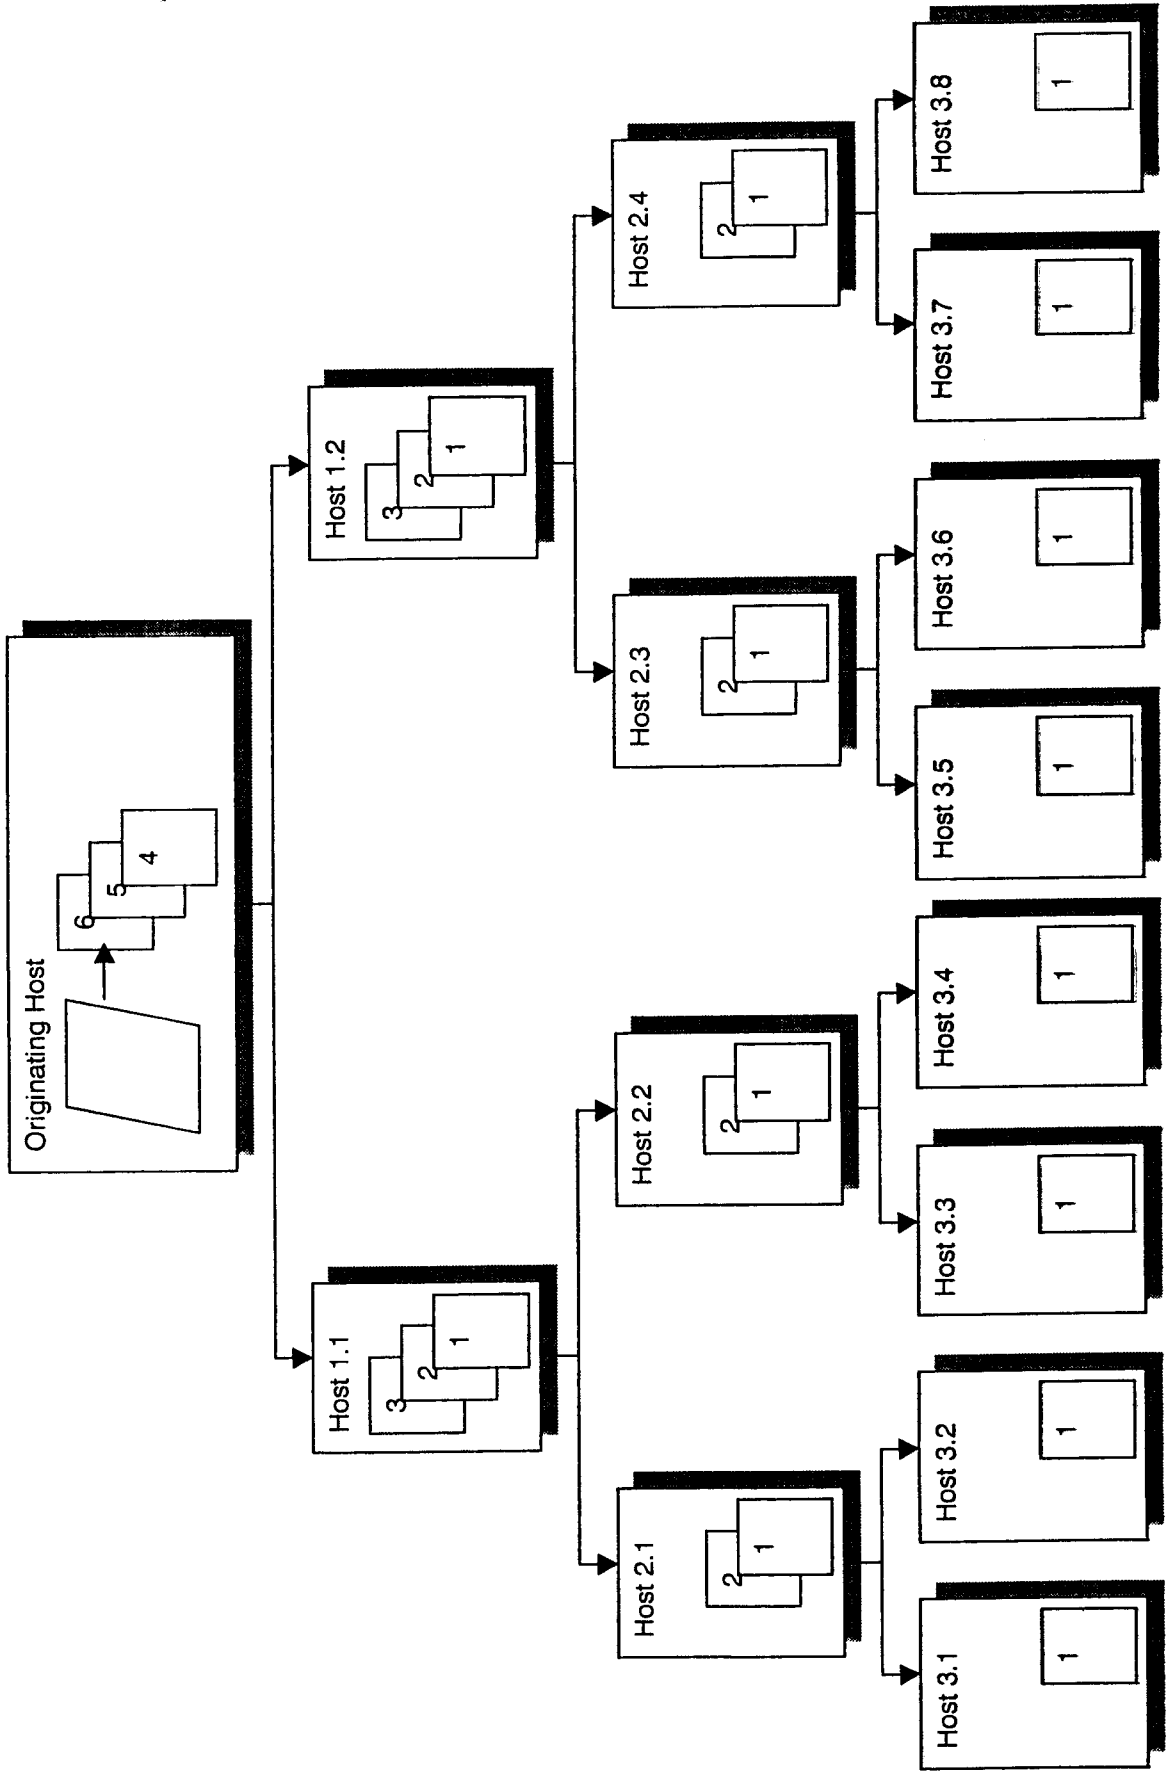 Originating Host
6
5
4
Host 1.1
3
2
1
Host 1.2
3
2
1
Host 2.1
2
1
Host 2.2
2
1
Host 2.3
2
1
Host 2.4
2
1
Host 3.1
1
Host 3.2
1
Host 3.3
1
Host 3.4
1
Host 3.5
1
Host 3.6
1
Host 3.7
1
Host 3.8
1